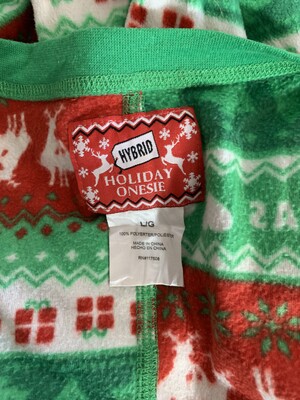 HYBRID
HOLIDAY
ONESIE
L/G
100% POLYESTER/POLIESTER
MADE IN CHINA
HECHO EN CHINA